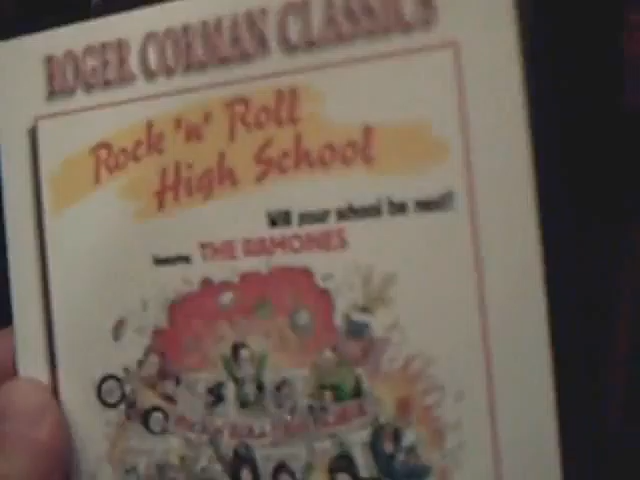 ROGER CORMAN CLASSICS
Rock 'n' Roll
High School
Will your school be next?
THE RAMONES